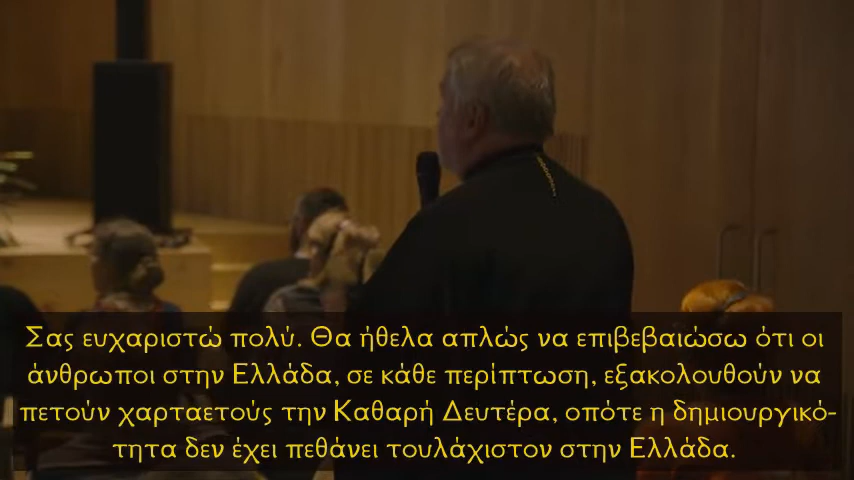 Σας ευχαριστώ πολύ. Θα ήθελα απλώς να επιβεβαιώσω ότι οι
άνθρωποι στην Ελλάδα, σε κάθε περίπτωση, εξακολουθούν να
πετούν χαρταετούς την Καθαρή Δευτέρα, οπότε η δημιουργικό-
τητα δεν έχει πεθάνει τουλάχιστον στην Ελλάδα.